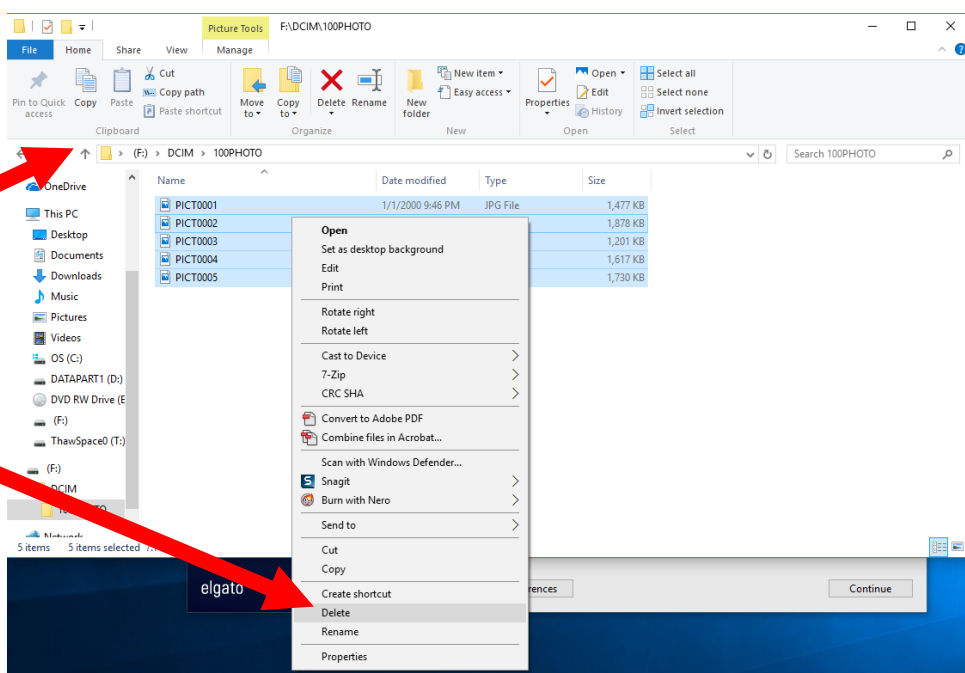 Picture Tools F:\DCIM\100PHOTO
File Home Share View Manage
Pin to Quick access
Copy
Paste
Cut
Copy path
Paste shortcut
Clipboard
Move to
Copy to
Delete
Rename
Organize
New folder
New item
Easy access
New
Properties
Open
Edit
History
Open
Select all
Select none
Invert selection
Select
(F:) > DCIM > 100PHOTO
Search 100PHOTO
Name Date modified Type Size
PICT0001 1/1/2000 9:46 PM JPG File 1,477 KB
PICT0002 1,878 KB
PICT0003 1,201 KB
PICT0004 1,617 KB
PICT0005 1,730 KB
OneDrive
This PC
Desktop
Documents
Downloads
Music
Pictures
Videos
OS (C:)
DATAPART1 (D:)
DVD RW Drive (E
(F:)
ThawSpace0 (T:)
(F:)
DCIM
Network
5 items 5 items selected
Open
Set as desktop background
Edit
Print
Rotate right
Rotate left
Cast to Device
7-Zip
CRC SHA
Convert to Adobe PDF
Combine files in Acrobat...
Scan with Windows Defender...
Snagit
Burn with Nero
Send to
Cut
Copy
Create shortcut
Delete
Rename
Properties
elgato
rences
Continue